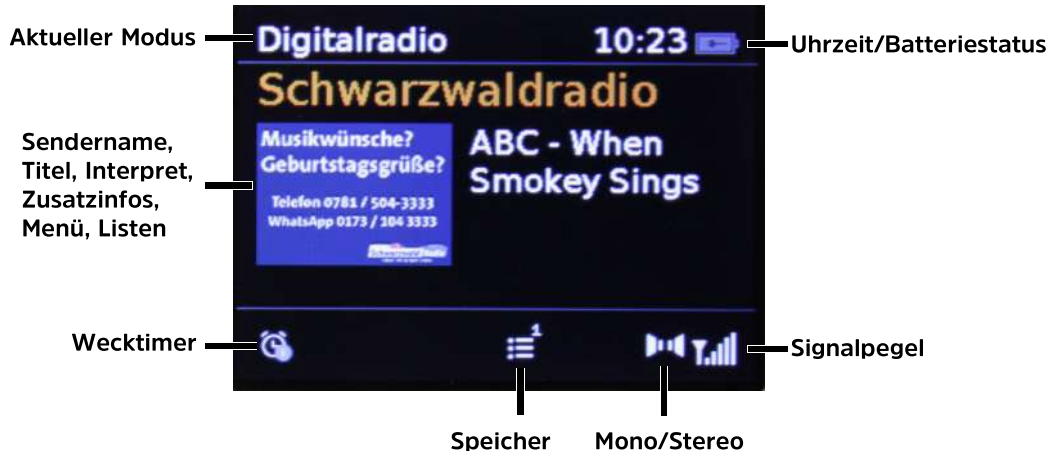 Aktueller Modus
Digitalradio 10:23
Uhrzeit/Batteriestatus
Schwarzwaldradio
Sendername,
Titel, Interpret,
Zusatzinfos,
Menü, Listen
Musikwünsche?
Geburtstagsgrüße?
Telefon 0781 / 504-3333
WhatsApp 0173 / 104 3333
ABC - When
Smokey Sings
Wecktimer
1
Signalpegel
Speicher
Mono/Stereo